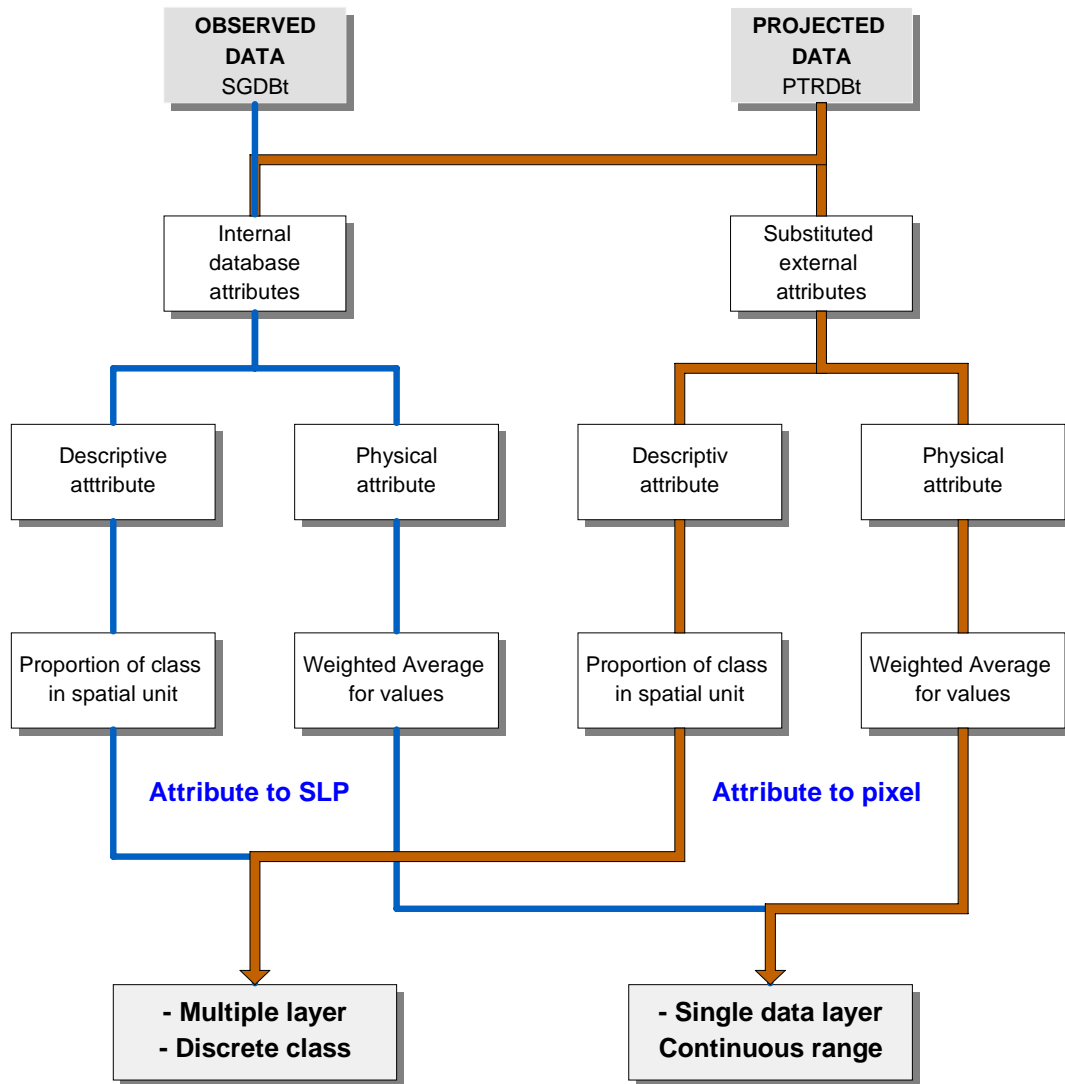 OBSERVED
DATA
SGDBt
PROJECTED
DATA
PTRDBt
Internal
database
attributes
Substituted
external
attributes
Descriptive
atttribute
Physical
attribute
Descriptiv
attribute
Physical
attribute
Proportion of class
in spatial unit
Weighted Average
for values
Proportion of class
in spatial unit
Weighted Average
for values
Attribute to SLP
Attribute to pixel
- Multiple layer
- Discrete class
- Single data layer
Continuous range